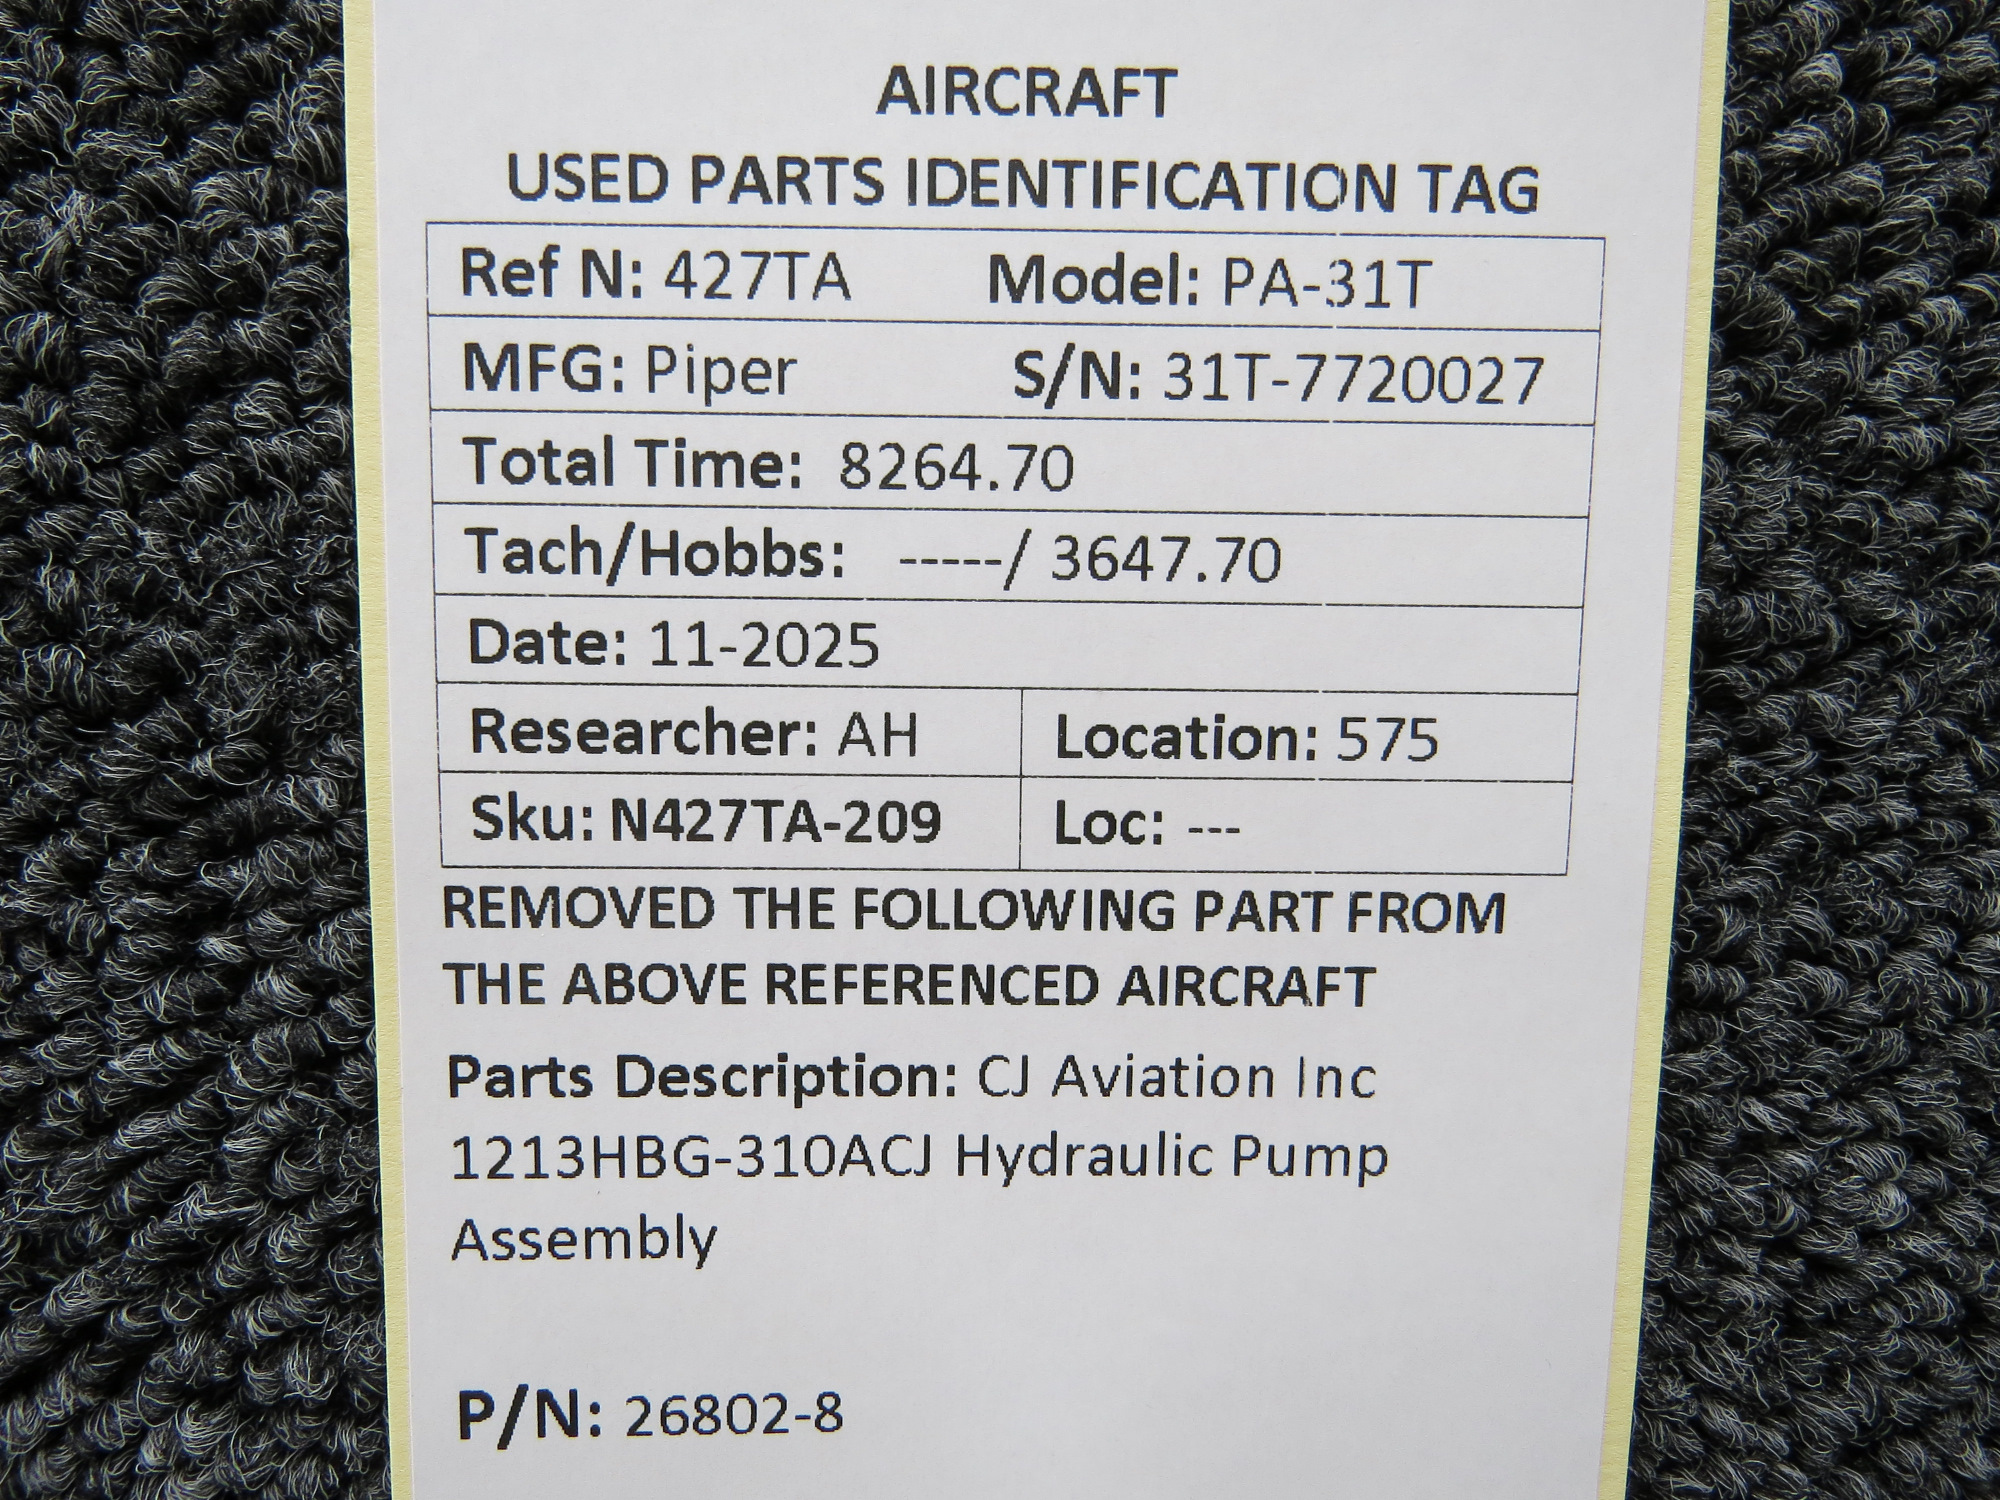 AIRCRAFT
USED PARTS IDENTIFICATION TAG
Ref N: 427TA Model: PA-31T
MFG: Piper S/N: 31T-7720027
Total Time: 8264.70
Tach/Hobbs: -----/ 3647.70
Date: 11-2025
Researcher: AH Location: 575
Sku: N427TA-209 Loc: ---
REMOVED THE FOLLOWING PART FROM
THE ABOVE REFERENCED AIRCRAFT
Parts Description: CJ Aviation Inc
1213HBG-310ACJ Hydraulic Pump
Assembly
P/N: 26802-8